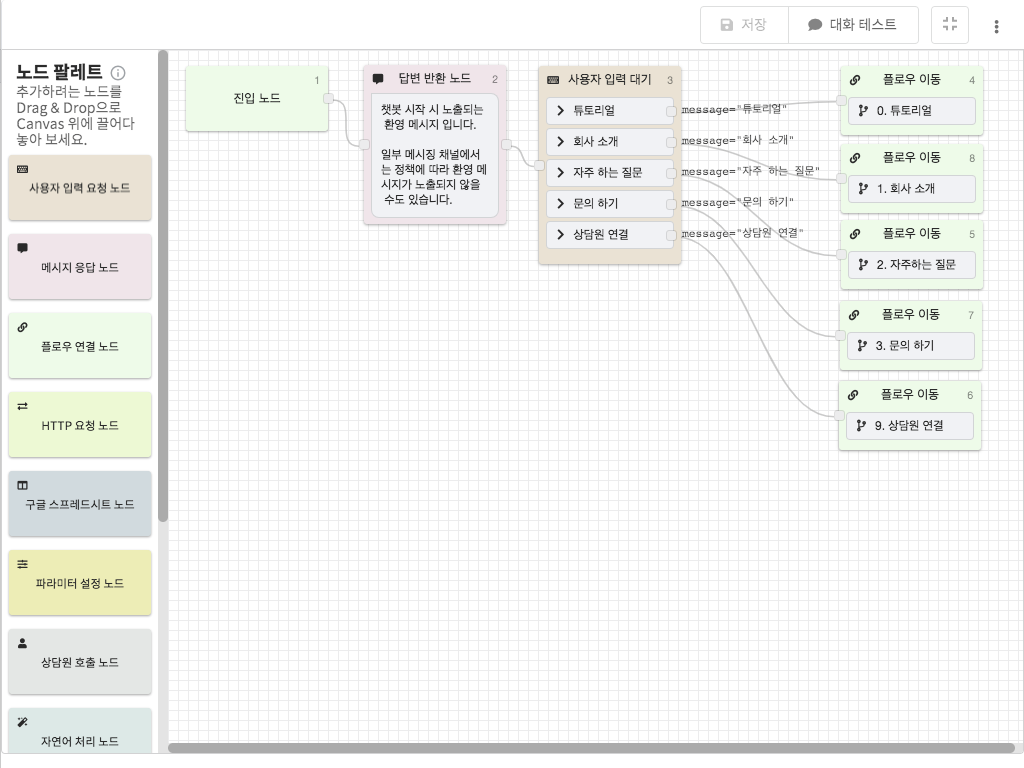 저장
대화 테스트
노드 팔레트
추가하려는 노드를
Drag & Drop으로
Canvas 위에 끌어다
놓아 보세요.
사용자 입력 요청 노드
메시지 응답 노드
플로우 연결 노드
HTTP 요청 노드
구글 스프레드시트 노드
파라미터 설정 노드
상담원 호출 노드
자연어 처리 노드
1
진입 노드
답변 반환 노드 2
챗봇 시작 시 노출되는
환영 메시지 입니다.
일부 메시징 채널에서
는 정책에 따라 환영 메
시지가 노출되지 않을
수도 있습니다.
사용자 입력 대기 3
튜토리얼
회사 소개
자주 하는 질문
문의 하기
상담원 연결
message="튜토리얼"
message="회사 소개"
message="자주 하는 질문"
message="문의 하기"
message="상담원 연결"
플로우 이동 4
0. 튜토리얼
플로우 이동 8
1. 회사 소개
플로우 이동 5
2. 자주하는 질문
플로우 이동 7
3. 문의 하기
플로우 이동 6
9. 상담원 연결